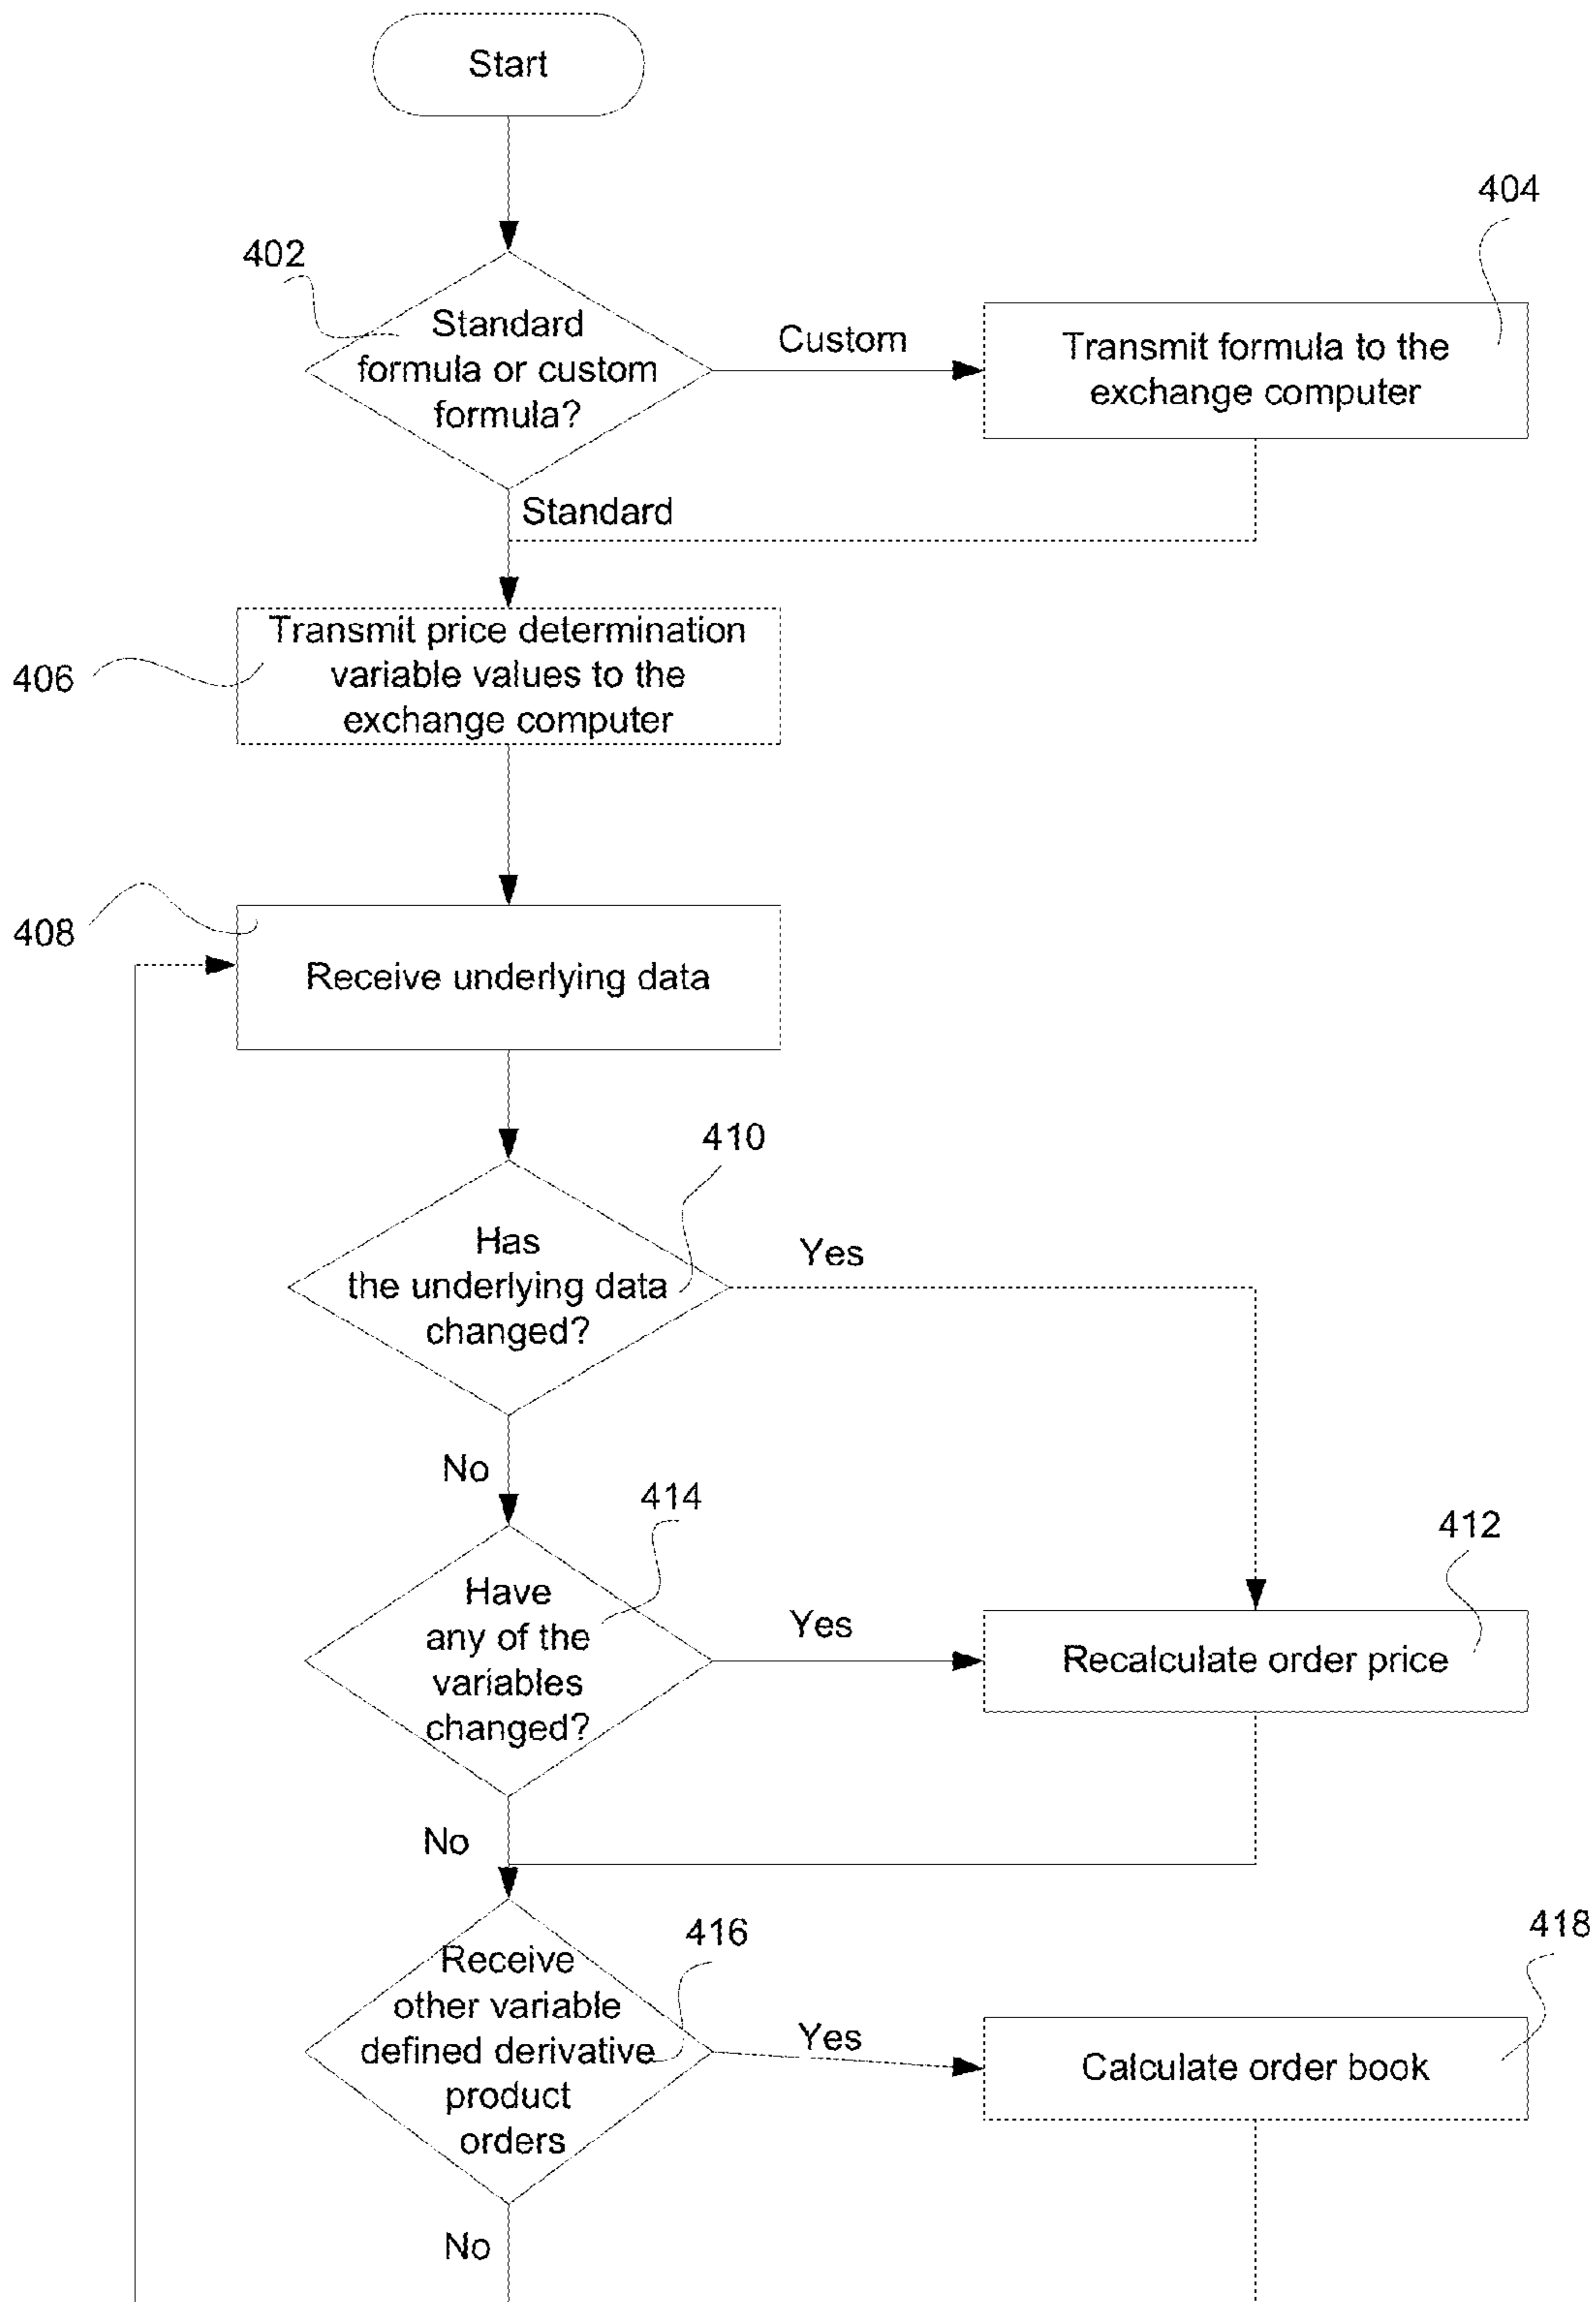 Start
402
Standard
formula or custom
formula?
Custom
404
Transmit formula to the
exchange computer
Standard
406
Transmit price determination
variable values to the
exchange computer
408
Receive underlying data
410
Has
the underlying data
changed?
Yes
No
414
Have
any of the
variables
changed?
Yes
412
Recalculate order price
No
416
Receive
other variable
defined derivative
product
orders
Yes
418
Calculate order book
No